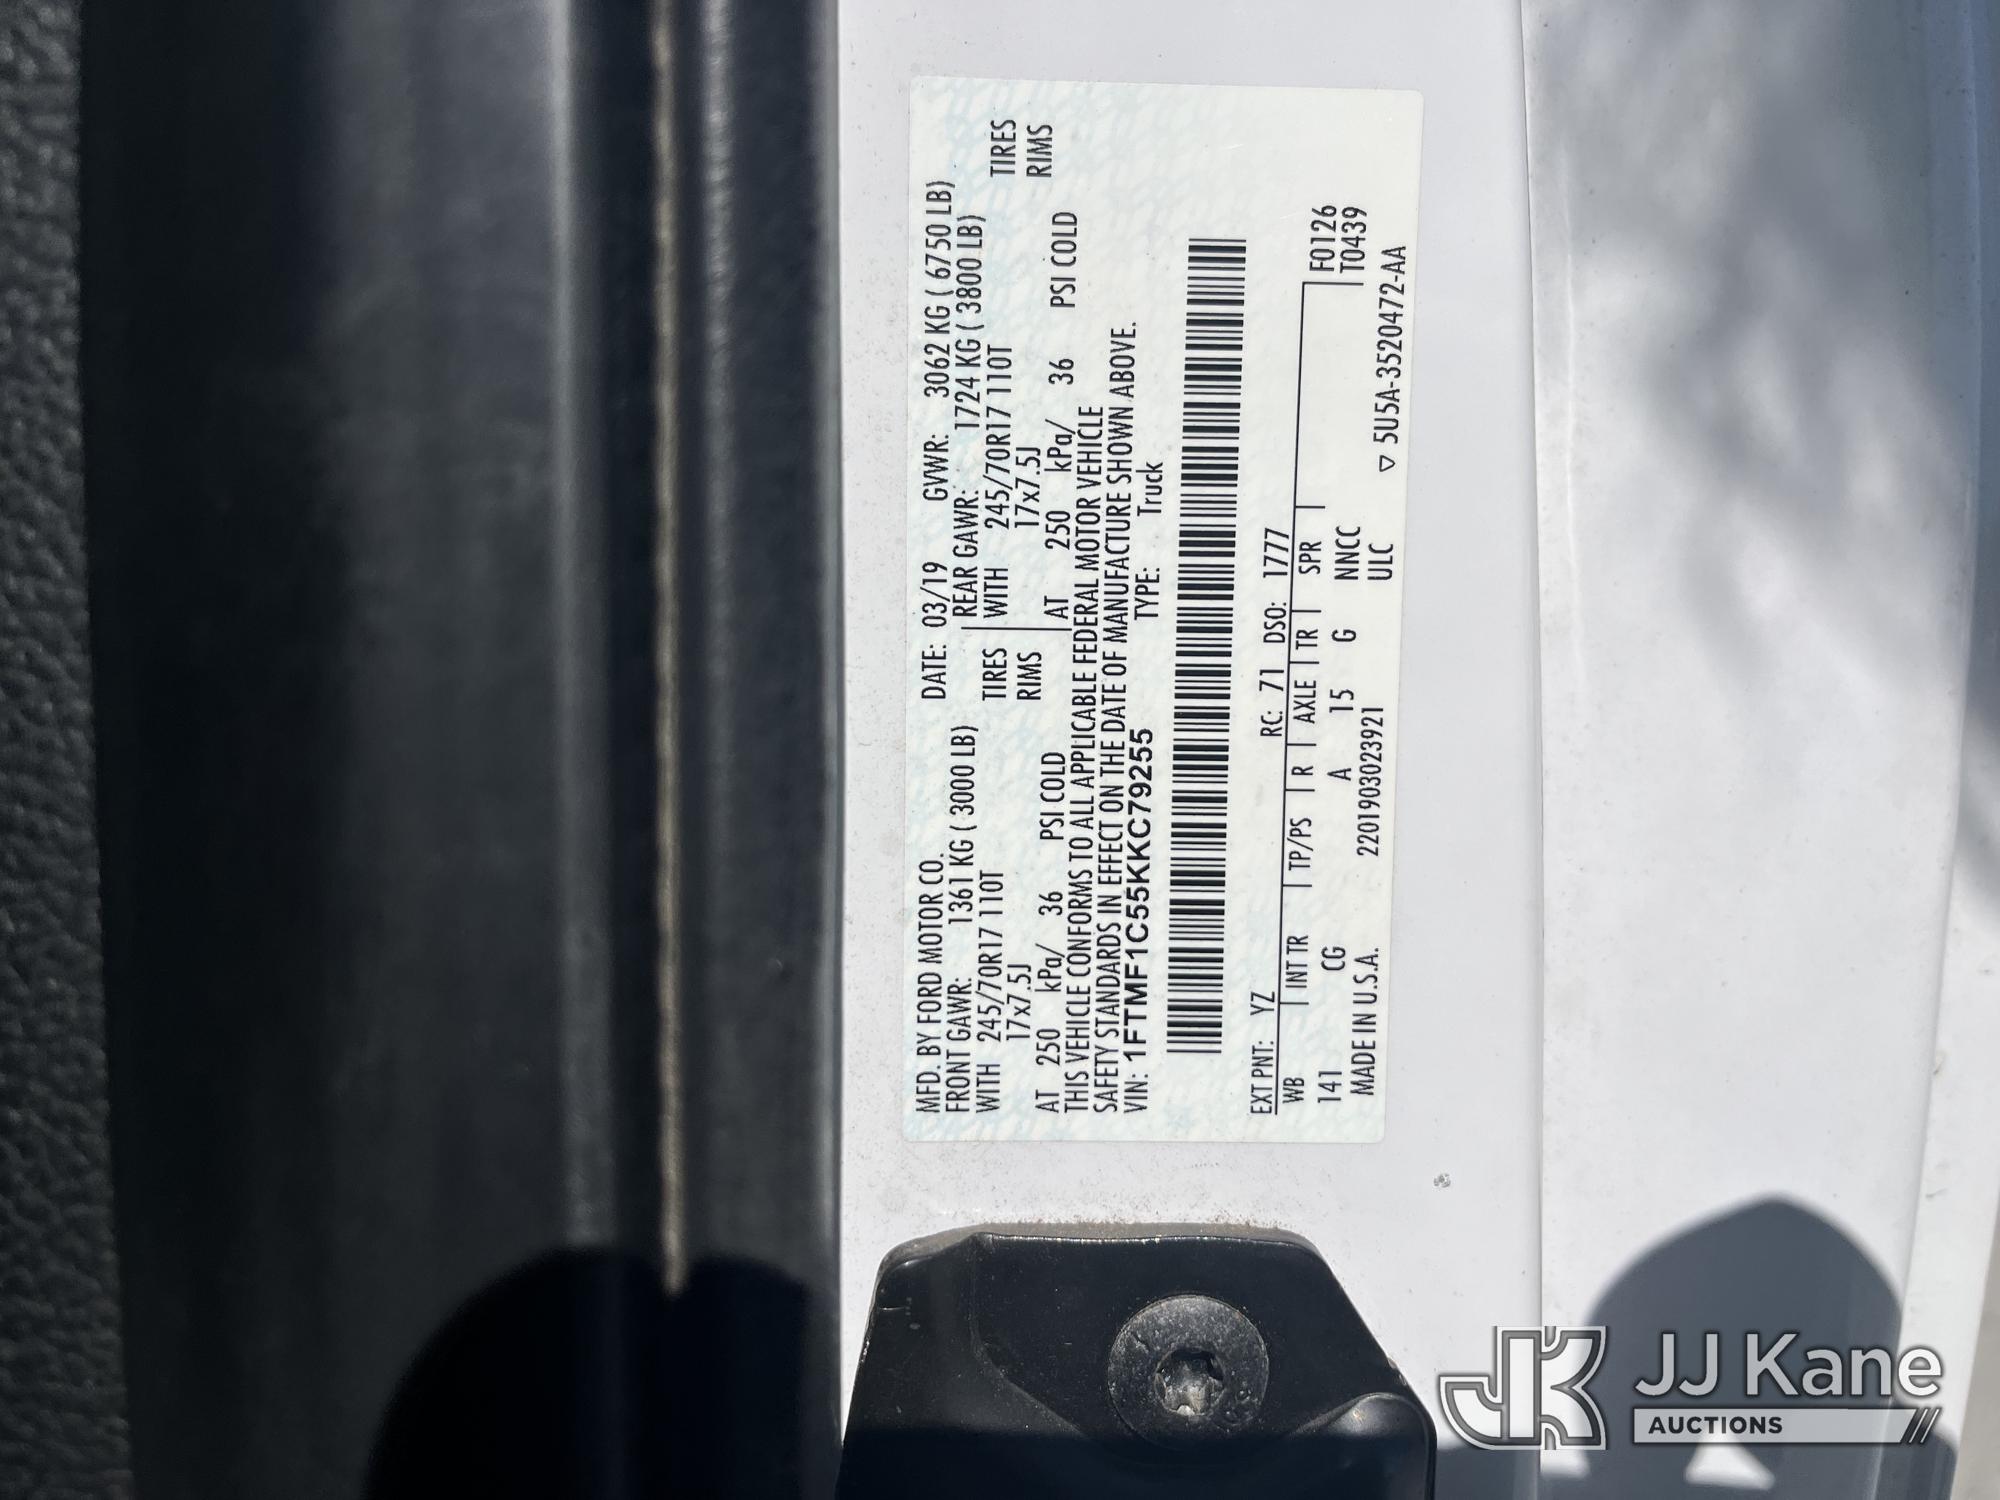 MFD. BY FORD MOTOR CO.
DATE: 03/19 GVWR: 3062 KG ( 6750 LB)
FRONT GAWR: 1361 KG ( 3000 LB)
REAR GAWR: 1724 KG ( 3800 LB)
WITH 245/70R17 110T TIRES
WITH 245/70R17 110T TIRES
17x7.5J RIMS
17x7.5J RIMS
AT 250 kPa/ 36 PSI COLD
AT 250 kPa/ 36 PSI COLD
THIS VEHICLE CONFORMS TO ALL APPLICABLE FEDERAL MOTOR VEHICLE
SAFETY STANDARDS IN EFFECT ON THE DATE OF MANUFACTURE SHOWN ABOVE.
VIN: 1FTMF1C55KKC79255 TYPE: Truck
EXT PNT: YZ RC: 71 DSO: 1777
WB INT TR TP/PS R AXLE TR SPR F0126
141 CG A 15 G NNCC T0439
MADE IN U.S.A. 2201903023921 ULC ▽ 5U5A-3520472-AA
JK JJ Kane
AUCTIONS